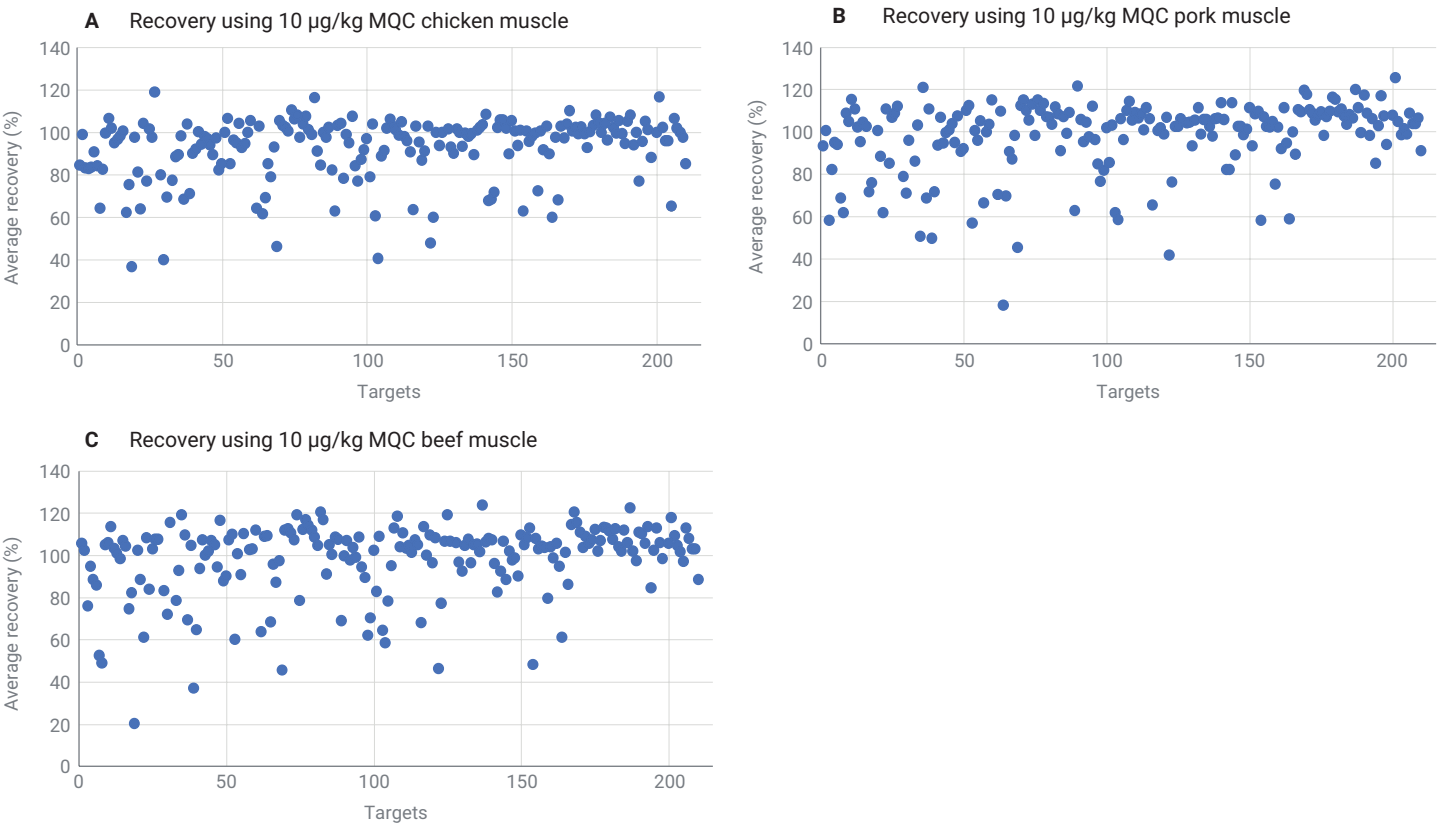 A Recovery using 10 µg/kg MQC chicken muscle
Average recovery (%)
140
120
100
80
60
40
20
0
0 50 100 150 200
Targets
B Recovery using 10 µg/kg MQC pork muscle
Average recovery (%)
140
120
100
80
60
40
20
0
0 50 100 150 200
Targets
C Recovery using 10 µg/kg MQC beef muscle
Average recovery (%)
140
120
100
80
60
40
20
0
0 50 100 150 200
Targets